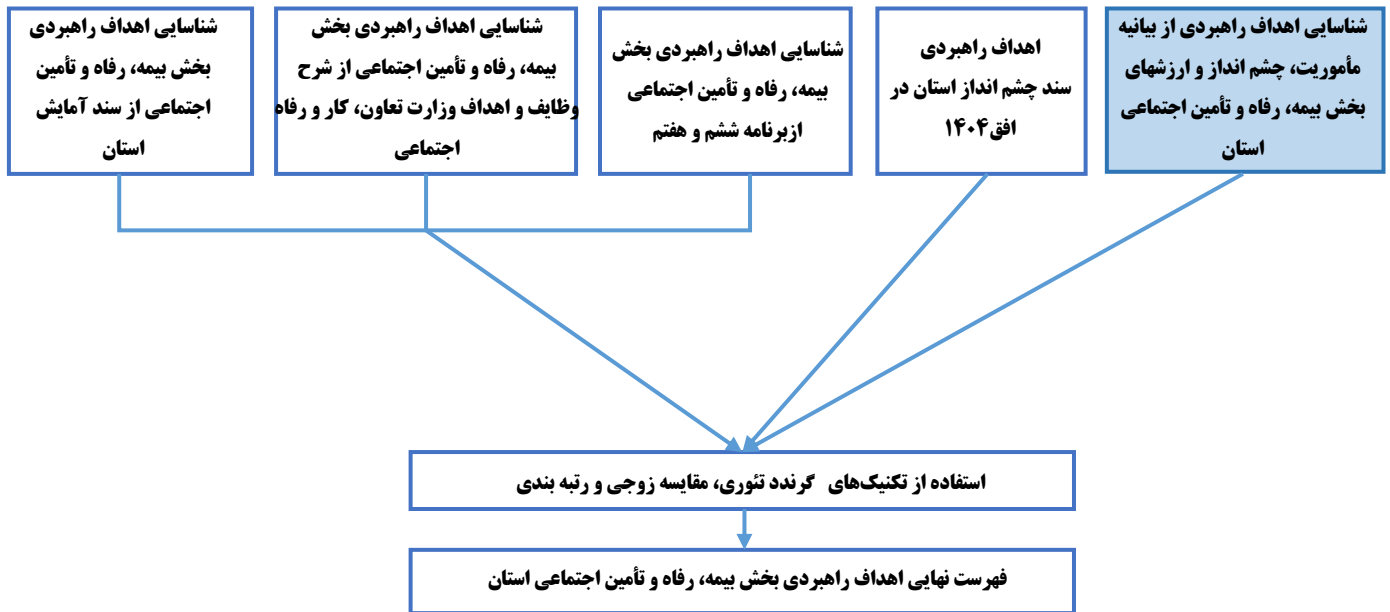 شناسایی اهداف راهبردی از بیانیه
مأموریت، چشم انداز و ارزشهای
بخش بیمه، رفاه و تأمین اجتماعی
استان
اهداف راهبردی
سند چشم انداز استان در
افق۱۴۰۴
شناسایی اهداف راهبردی بخش
بیمه، رفاه و تأمین اجتماعی
ازبرنامه ششم و هفتم
شناسایی اهداف راهبردی بخش
بیمه، رفاه و تأمین اجتماعی از شرح
وظایف و اهداف وزارت تعاون، کار و رفاه
اجتماعی
شناسایی اهداف راهبردی
بخش بیمه، رفاه و تأمین
اجتماعی از سند آمایش
استان
استفاده از تکنیک‌های گرندد تئوری، مقایسه زوجی و رتبه بندی
فهرست نهایی اهداف راهبردی بخش بیمه، رفاه و تأمین اجتماعی استان